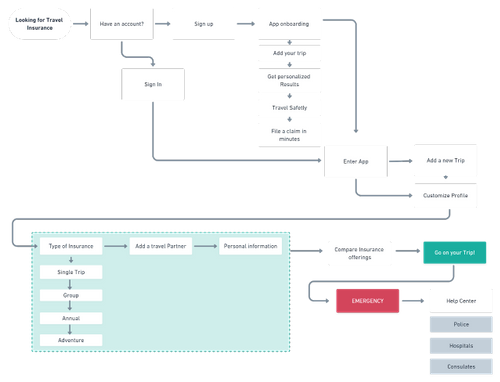 Looking for Travel
Insurance
Have an account?
Sign up
App onboarding
Add your trip
Sign In
Get personalized
Results
Travel Safetly
File a claim in
minutes
Enter App
Add a new Trip
Customize Profile
Type of Insurance
Add a travel Partner
Personal information
Compare Insurance
offerings
Go on your Trip!
Single Trip
Group
Annual
Adventure
EMERGENCY
Help Center
Police
Hospitals
Consulates